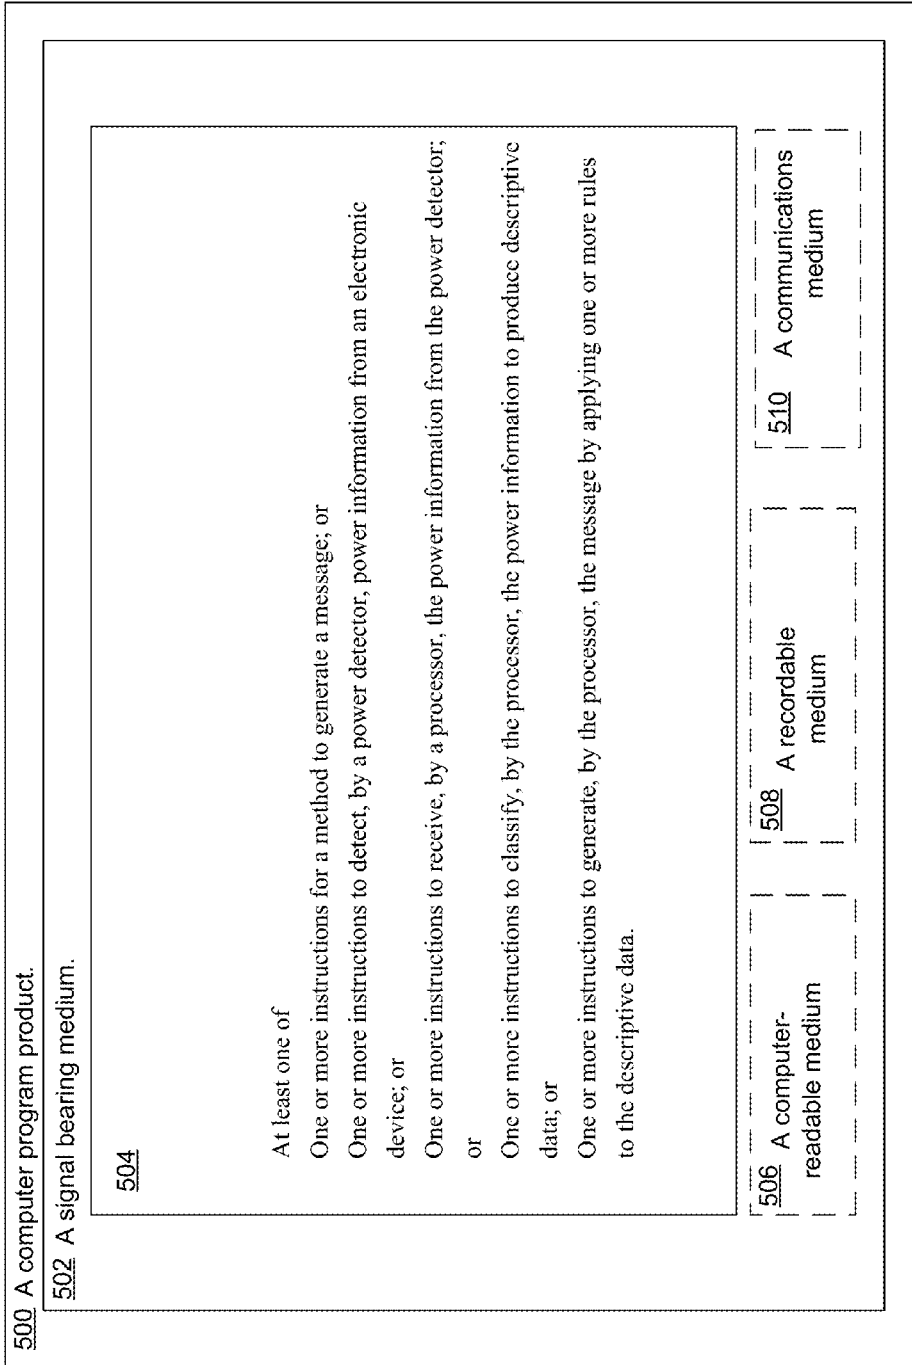 500 A computer program product.
502 A signal bearing medium.
504
At least one of
One or more instructions for a method to generate a message; or
One or more instructions to detect, by a power detector, power information from an electronic
device; or
One or more instructions to receive, by a processor, the power information from the power detector;
or
One or more instructions to classify, by the processor, the power information to produce descriptive
data; or
One or more instructions to generate, by the processor, the message by applying one or more rules
to the descriptive data.
506 A computer-
readable medium
508 A recordable
medium
510 A communications
medium